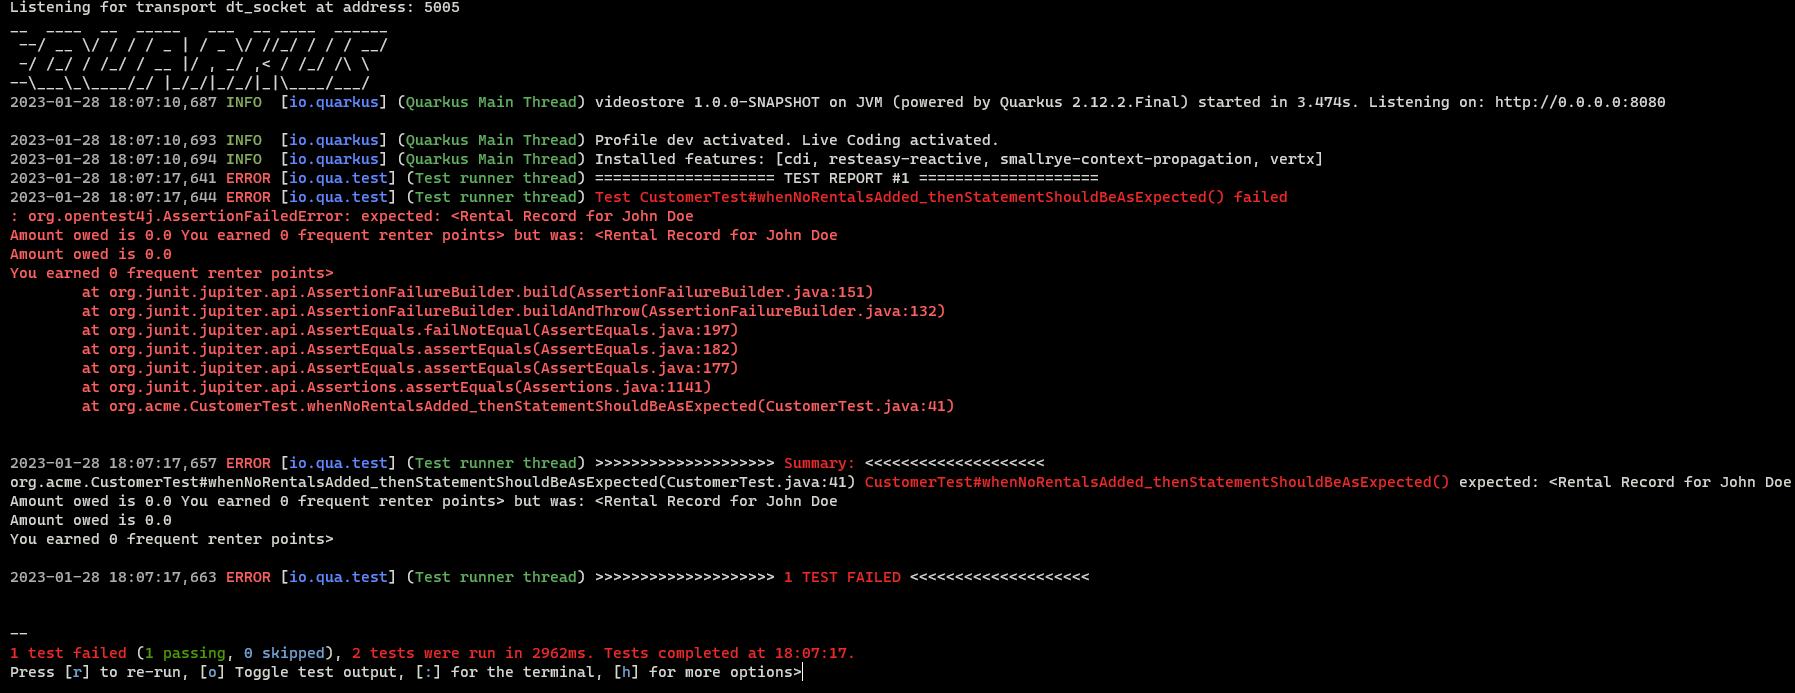 Listening for transport dt_socket at address: 5005
__  ____  __  _____   ___  __ ____  ______
 --/ __ \/ / / / _ | / _ \/ //_/ / / / __/
 -/ /_/ / /_/ / __ |/ , _/ ,< / /_/ /\ \
--\___\_\____/_/ |_/_/|_/_/|_|\____/___/
2023-01-28 18:07:10,687 INFO  [io.quarkus] (Quarkus Main Thread) videostore 1.0.0-SNAPSHOT on JVM (powered by Quarkus 2.12.2.Final) started in 3.474s. Listening on: http://0.0.0.0:8080
2023-01-28 18:07:10,693 INFO  [io.quarkus] (Quarkus Main Thread) Profile dev activated. Live Coding activated.
2023-01-28 18:07:10,694 INFO  [io.quarkus] (Quarkus Main Thread) Installed features: [cdi, resteasy-reactive, smallrye-context-propagation, vertx]
2023-01-28 18:07:17,641 ERROR [io.qua.test] (Test runner thread) ==================== TEST REPORT #1 ====================
2023-01-28 18:07:17,644 ERROR [io.qua.test] (Test runner thread) Test CustomerTest#whenNoRentalsAdded_thenStatementShouldBeAsExpected() failed
: org.opentest4j.AssertionFailedError: expected: <Rental Record for John Doe
Amount owed is 0.0 You earned 0 frequent renter points> but was: <Rental Record for John Doe
Amount owed is 0.0
You earned 0 frequent renter points>
        at org.junit.jupiter.api.AssertionFailureBuilder.build(AssertionFailureBuilder.java:151)
        at org.junit.jupiter.api.AssertionFailureBuilder.buildAndThrow(AssertionFailureBuilder.java:132)
        at org.junit.jupiter.api.AssertEquals.failNotEqual(AssertEquals.java:197)
        at org.junit.jupiter.api.AssertEquals.assertEquals(AssertEquals.java:182)
        at org.junit.jupiter.api.AssertEquals.assertEquals(AssertEquals.java:177)
        at org.junit.jupiter.api.Assertions.assertEquals(Assertions.java:1141)
        at org.acme.CustomerTest.whenNoRentalsAdded_thenStatementShouldBeAsExpected(CustomerTest.java:41)
2023-01-28 18:07:17,657 ERROR [io.qua.test] (Test runner thread) >>>>>>>>>>>>>>>>>>>> Summary: <<<<<<<<<<<<<<<<<<<<
org.acme.CustomerTest#whenNoRentalsAdded_thenStatementShouldBeAsExpected(CustomerTest.java:41) CustomerTest#whenNoRentalsAdded_thenStatementShouldBeAsExpected() expected: <Rental Record for John Doe
Amount owed is 0.0 You earned 0 frequent renter points> but was: <Rental Record for John Doe
Amount owed is 0.0
You earned 0 frequent renter points>
2023-01-28 18:07:17,663 ERROR [io.qua.test] (Test runner thread) >>>>>>>>>>>>>>>>>>>> 1 TEST FAILED <<<<<<<<<<<<<<<<<<<<
--
1 test failed (1 passing, 0 skipped), 2 tests were run in 2962ms. Tests completed at 18:07:17.
Press [r] to re-run, [o] Toggle test output, [:] for the terminal, [h] for more options>